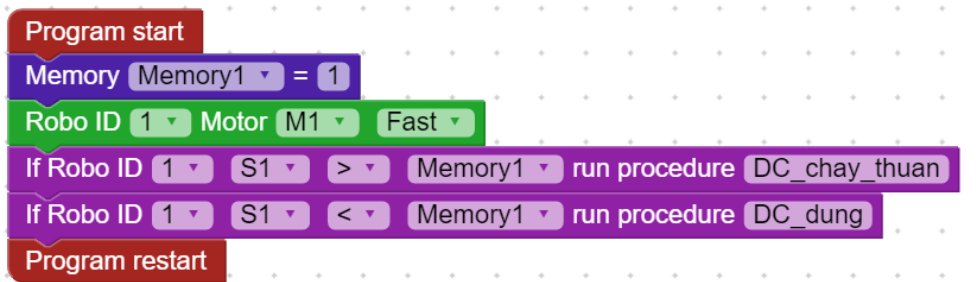 Program start
Memory Memory1 = 1
Robo ID 1 Motor M1 Fast
If Robo ID 1 S1 > Memory1 run procedure DC_chay_thuan
If Robo ID 1 S1 < Memory1 run procedure DC_dung
Program restart